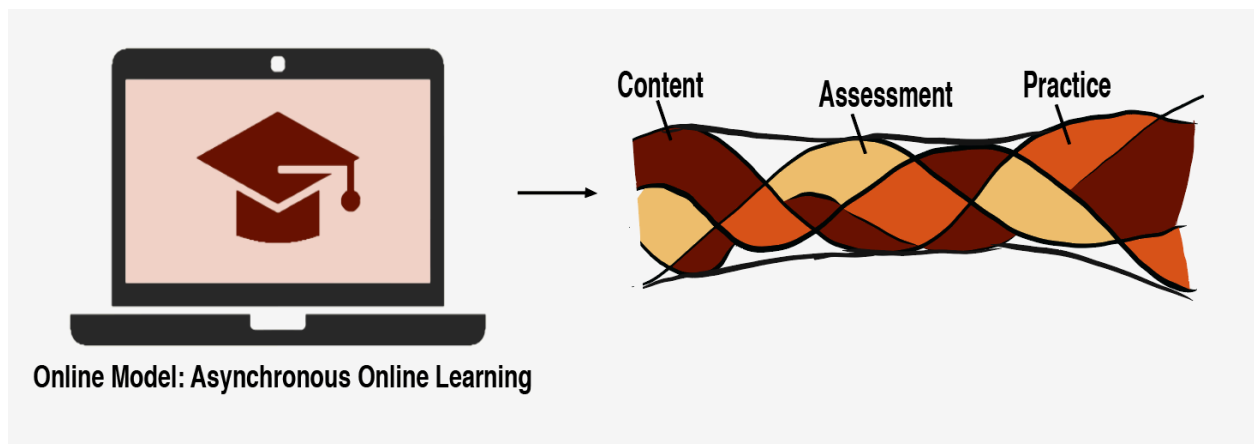 Content
Assessment
Practice
Online Model: Asynchronous Online Learning